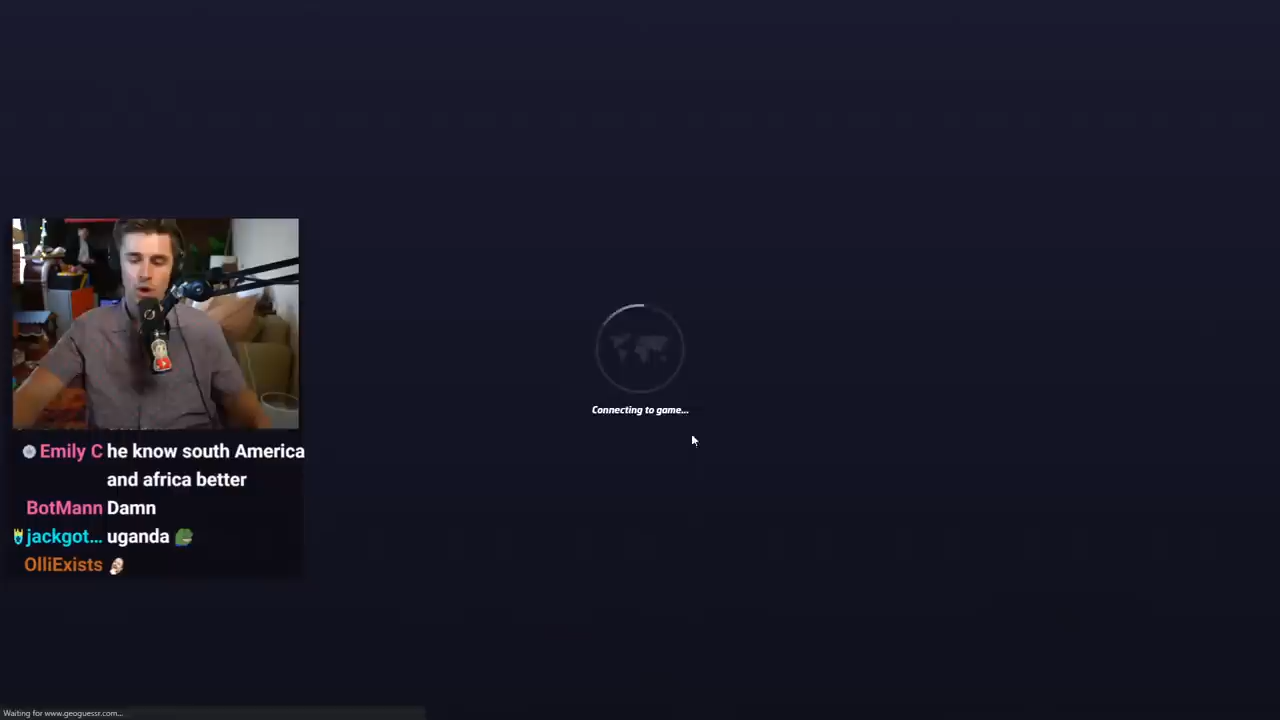 Connecting to game...
Emily C he know south America
and africa better
BotMann Damn
jackgot... uganda
OlliExists
Waiting for www.geoguessr.com...